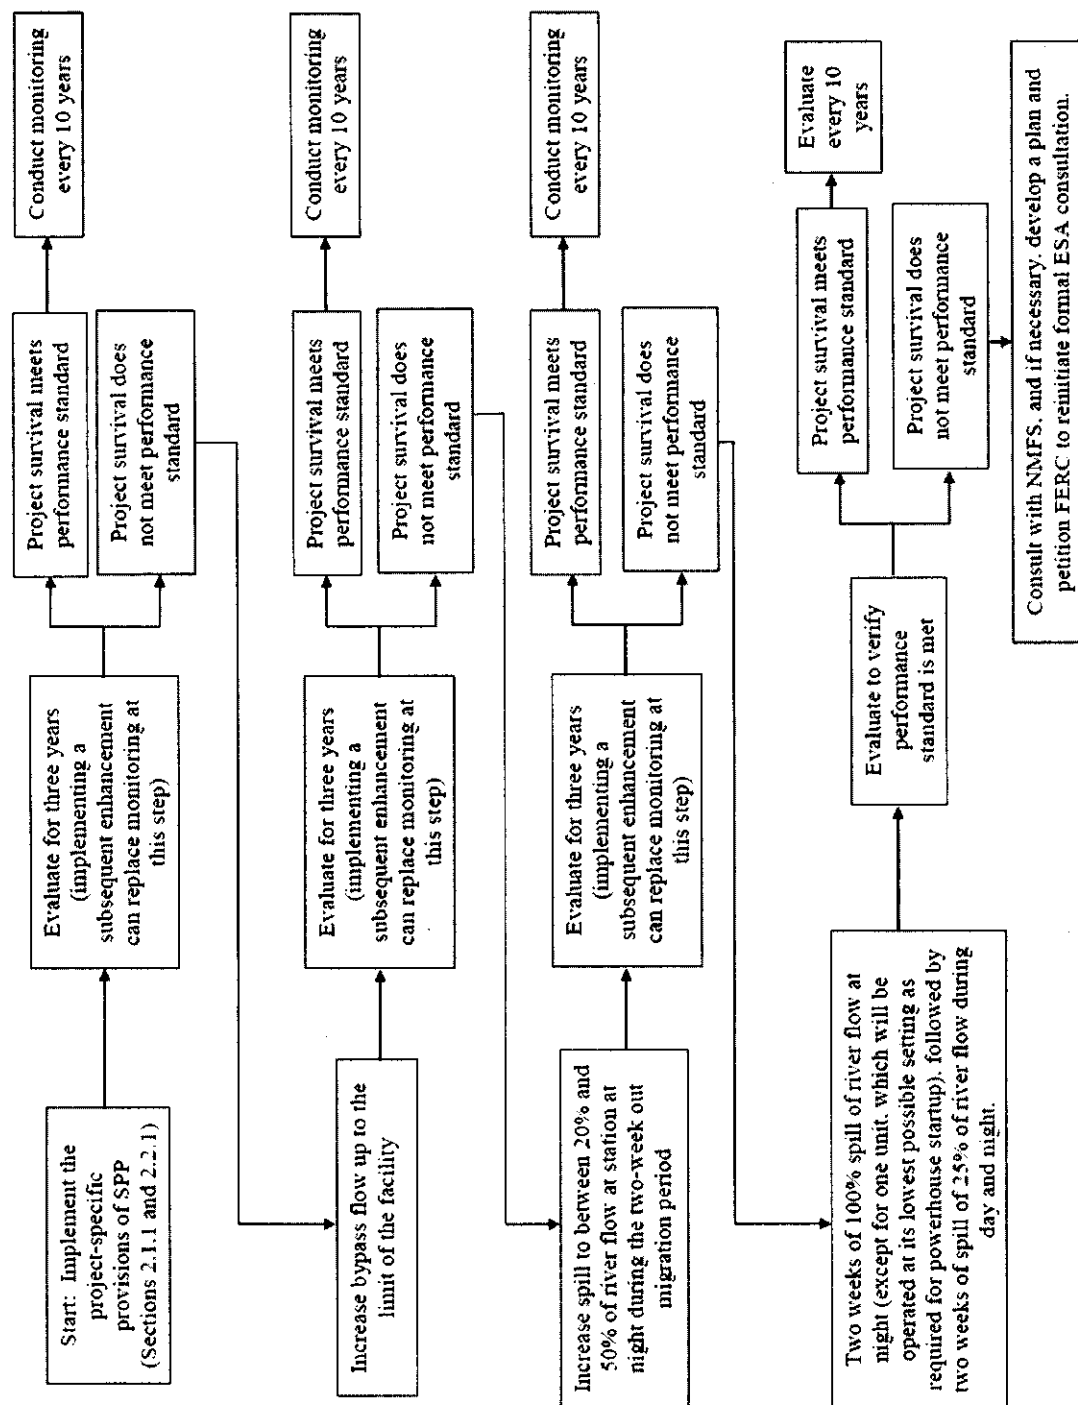 Start: Implement the
project-specific
provisions of SPP
(Sections 2.1.1 and 2.2.1)
Evaluate for three years
(implementing a
subsequent enhancement
can replace monitoring at
this step)
Project survival meets
performance standard
Conduct monitoring
every 10 years
Project survival does
not meet performance
standard
Increase bypass flow up to the
limit of the facility
Evaluate for three years
(implementing a
subsequent enhancement
can replace monitoring at
this step)
Project survival meets
performance standard
Conduct monitoring
every 10 years
Project survival does
not meet performance
standard
Increase spill to between 20% and
50% of river flow at station at
night during the two-week out
migration period
Evaluate for three years
(implementing a
subsequent enhancement
can replace monitoring at
this step)
Project survival meets
performance standard
Conduct monitoring
every 10 years
Project survival does
not meet performance
standard
Two weeks of 100% spill of river flow at
night (except for one unit, which will be
operated at its lowest possible setting as
required for powerhouse startup), followed by
two weeks of spill of 25% of river flow during
day and night.
Evaluate to verify
performance
standard is met
Project survival meets
performance standard
Evaluate
every 10
years
Project survival does
not meet performance
standard
Consult with NMFS, and if necessary, develop a plan and
petition FERC to reinitiate formal ESA consultation.